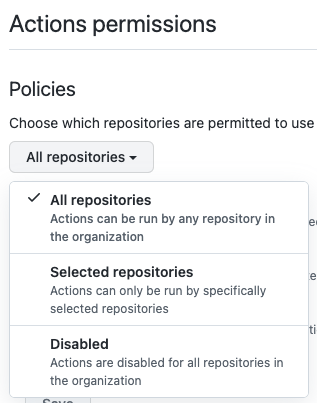 Actions permissions
Policies
Choose which repositories are permitted to use
All repositories
All repositories
Actions can be run by any repository in
the organization
Selected repositories
Actions can only be run by specifically
selected repositories
Disabled
Actions are disabled for all repositories in
the organization